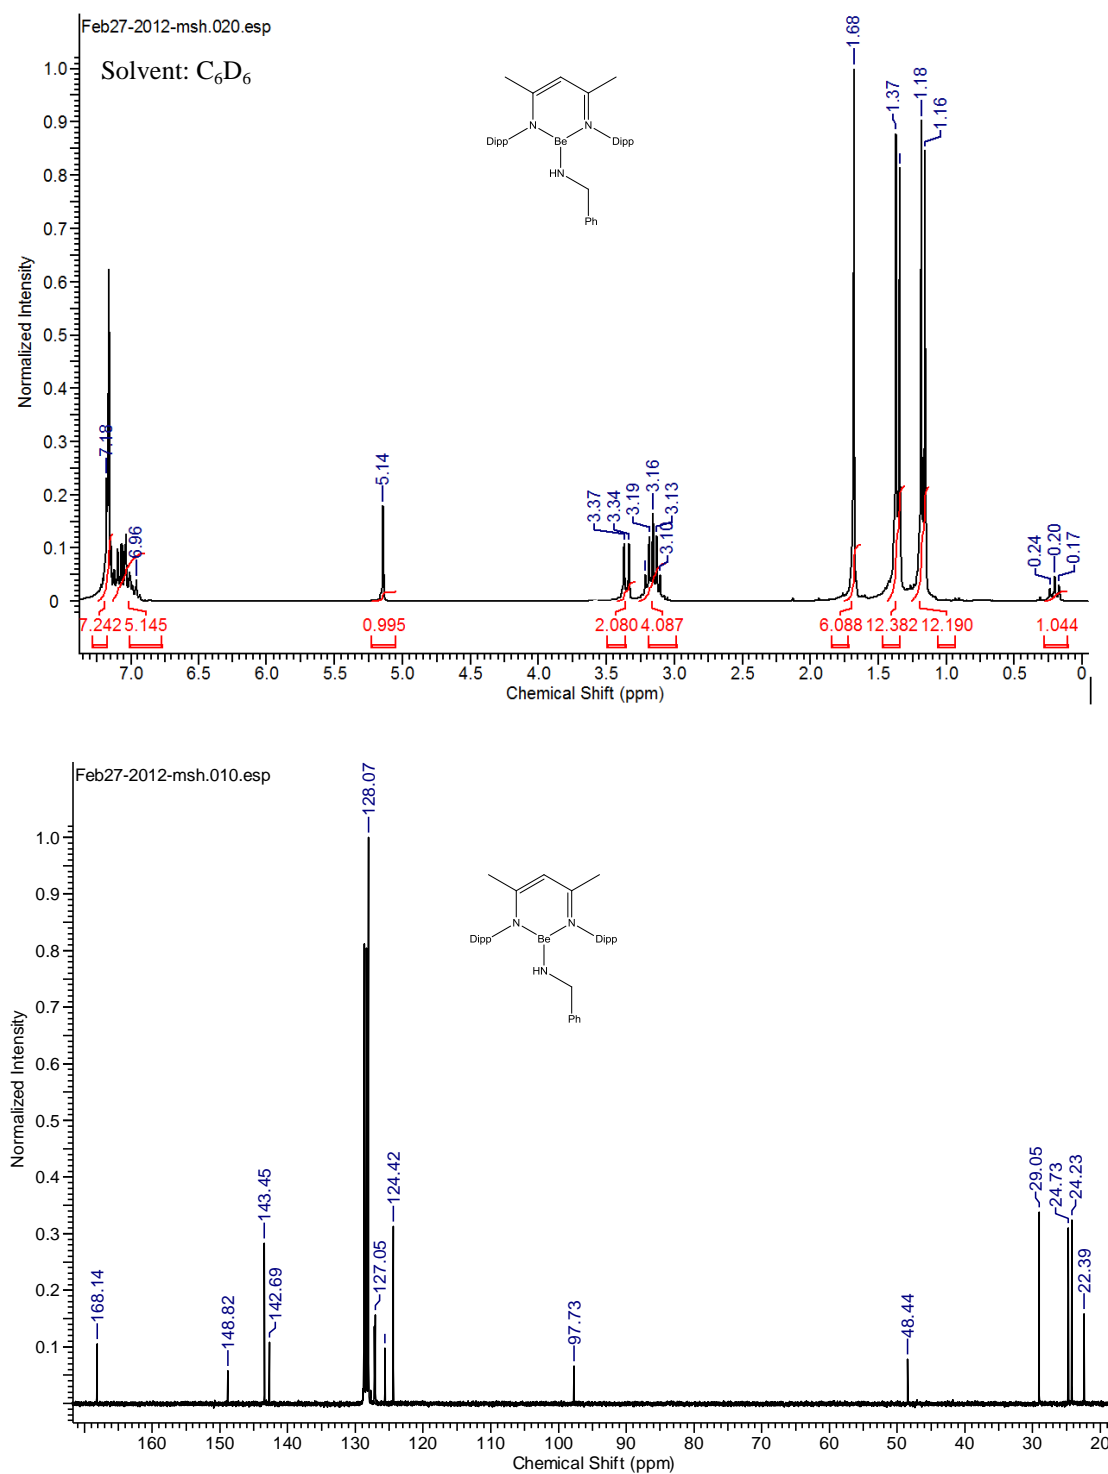 Feb27-2012-msh.020.esp
Solvent: C6D6
N N
Dipp Be Dipp
HN
Ph
Normalized Intensity
1.0
0.9
0.8
0.7
0.6
0.5
0.4
0.3
0.2
0.1
0
7.18
6.96
5.14
3.37
3.34
3.19
3.16
3.13
3.10
1.68
1.37
1.18
1.16
0.24
0.20
0.17
7.242 5.145 0.995 2.080 4.087 6.088 12.382 12.190 1.044
7.0 6.5 6.0 5.5 5.0 4.5 4.0 3.5 3.0 2.5 2.0 1.5 1.0 0.5 0
Chemical Shift (ppm)
Feb27-2012-msh.010.esp
N N
Dipp Be Dipp
HN
Ph
Normalized Intensity
1.0
0.9
0.8
0.7
0.6
0.5
0.4
0.3
0.2
0.1
168.14
148.82
143.45
142.69
128.07
127.05
124.42
97.73
48.44
29.05
24.73
24.23
22.39
160 150 140 130 120 110 100 90 80 70 60 50 40 30 20
Chemical Shift (ppm)